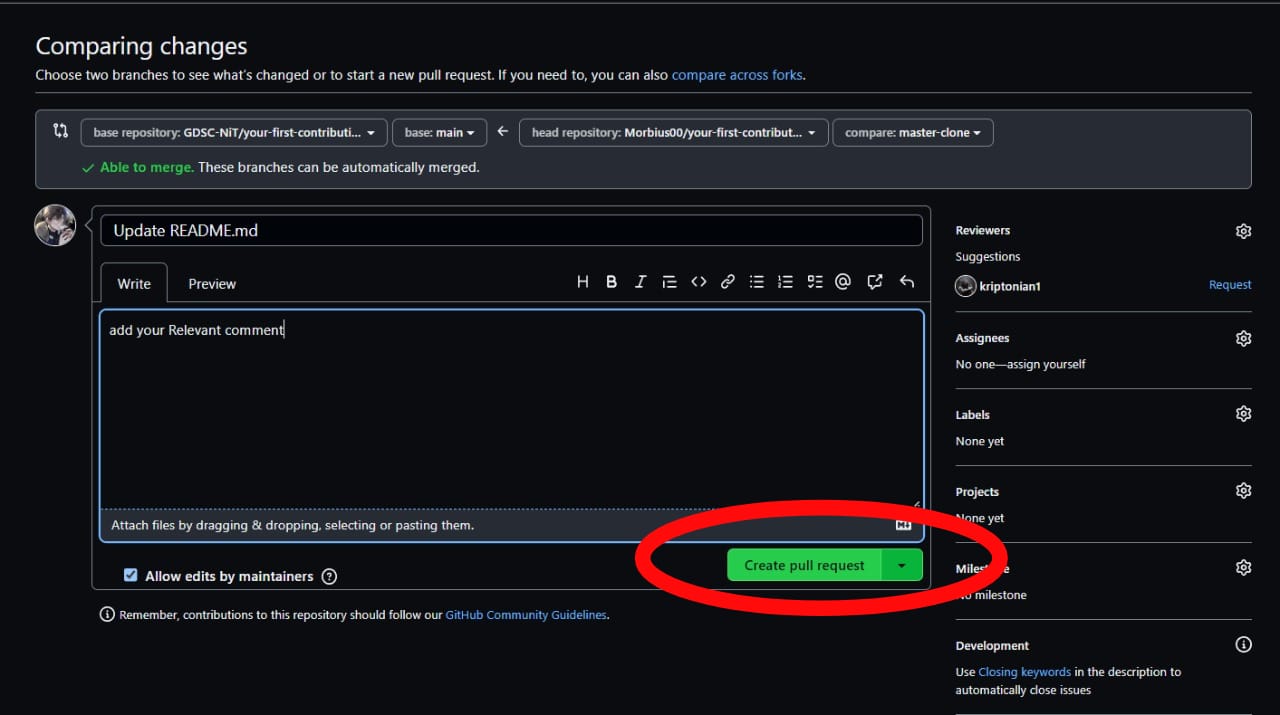 Comparing changes
Choose two branches to see what's changed or to start a new pull request. If you need to, you can also compare across forks.
base repository: GDSC-NiT/your-first-contributi... base: main head repository: Morbius00/your-first-contribut... compare: master-clone
Able to merge. These branches can be automatically merged.
Update README.md
Write Preview
add your Relevant comment
Attach files by dragging & dropping, selecting or pasting them.
Allow edits by maintainers
Create pull request
Remember, contributions to this repository should follow our GitHub Community Guidelines.
Reviewers
Suggestions
kriptonian1 Request
Assignees
No one—assign yourself
Labels
None yet
Projects
None yet
Milestone
No milestone
Development
Use Closing keywords in the description to
automatically close issues